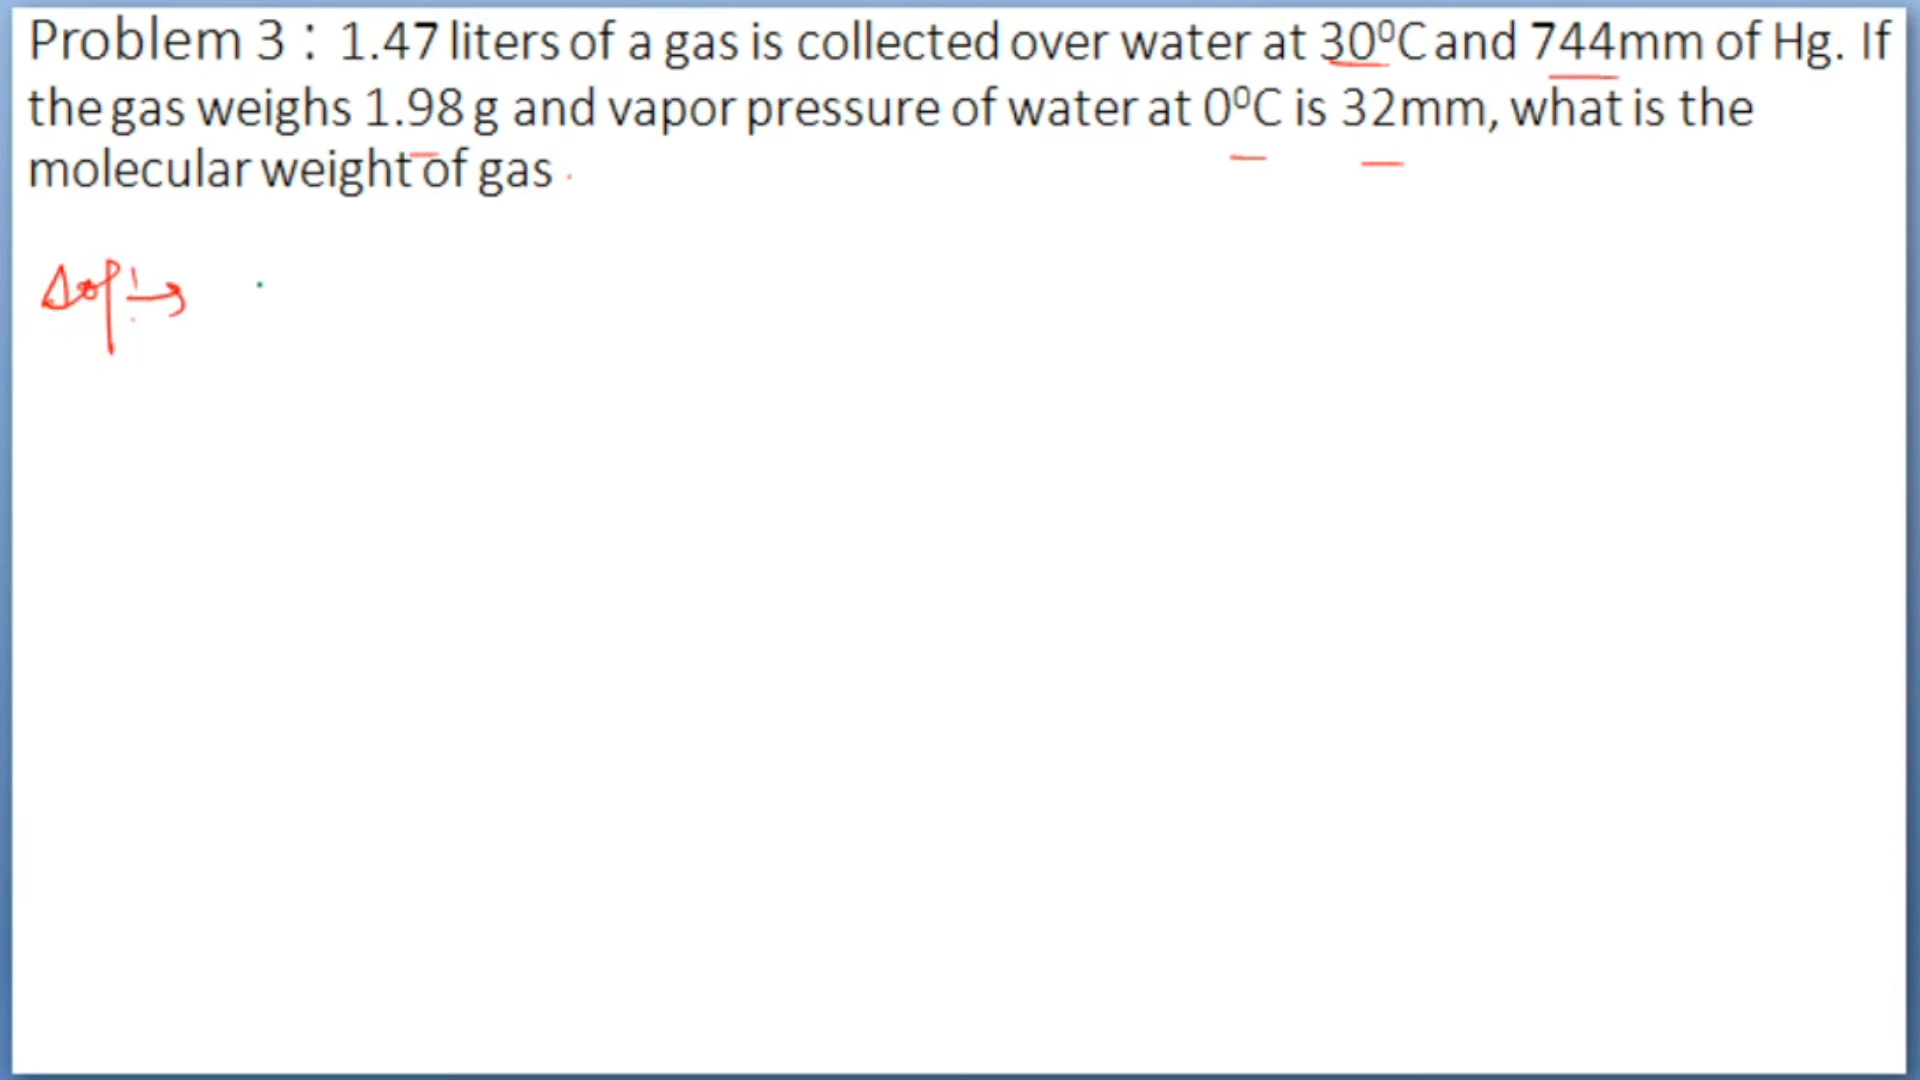 Problem 3 : 1.47 liters of a gas is collected over water at 30⁰C and 744mm of Hg. If
the gas weighs 1.98 g and vapor pressure of water at 0⁰C is 32mm, what is the
molecular weight of gas